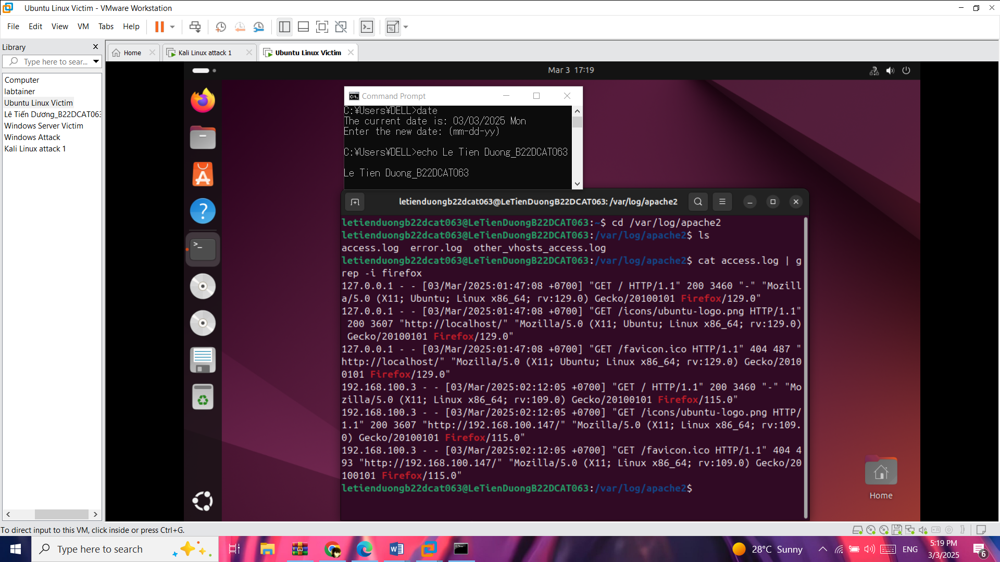 Ubuntu Linux Victim - VMware Workstation
File Edit View VM Tabs Help
Library
Type here to sear...
Home
Kali Linux attack 1
Ubuntu Linux Victim
Computer
labtainer
Ubuntu Linux Victim
Lê Tiến Dương_B22DCAT063
Windows Server Victim
Windows Attack
Kali Linux attack 1
Mar 3 17:19
Command Prompt
C:¥Users¥DELL>date
The current date is: 03/03/2025 Mon
Enter the new date: (mm-dd-yy)
C:¥Users¥DELL>echo Le Tien Duong_B22DCAT063
Le Tien Duong_B22DCAT063
letienduongb22dcat063@LeTienDuongB22DCAT063: /var/log/apache2
letienduongb22dcat063@LeTienDuongB22DCAT063:~$ cd /var/log/apache2
letienduongb22dcat063@LeTienDuongB22DCAT063:/var/log/apache2$ ls
access.log error.log other_vhosts_access.log
letienduongb22dcat063@LeTienDuongB22DCAT063:/var/log/apache2$ cat access.log | g
rep -i firefox
127.0.0.1 - - [03/Mar/2025:01:47:08 +0700] "GET / HTTP/1.1" 200 3460 "-" "Mozill
a/5.0 (X11; Ubuntu; Linux x86_64; rv:129.0) Gecko/20100101 Firefox/129.0"
127.0.0.1 - - [03/Mar/2025:01:47:08 +0700] "GET /icons/ubuntu-logo.png HTTP/1.1"
200 3607 "http://localhost/" "Mozilla/5.0 (X11; Ubuntu; Linux x86_64; rv:129.0)
Gecko/20100101 Firefox/129.0"
127.0.0.1 - - [03/Mar/2025:01:47:08 +0700] "GET /favicon.ico HTTP/1.1" 404 487 "
http://localhost/" "Mozilla/5.0 (X11; Ubuntu; Linux x86_64; rv:129.0) Gecko/2010
0101 Firefox/129.0"
192.168.100.3 - - [03/Mar/2025:02:12:05 +0700] "GET / HTTP/1.1" 200 3460 "-" "Mo
zilla/5.0 (X11; Linux x86_64; rv:109.0) Gecko/20100101 Firefox/115.0"
192.168.100.3 - - [03/Mar/2025:02:12:05 +0700] "GET /icons/ubuntu-logo.png HTTP/
1.1" 200 3607 "http://192.168.100.147/" "Mozilla/5.0 (X11; Linux x86_64; rv:109.
0) Gecko/20100101 Firefox/115.0"
192.168.100.3 - - [03/Mar/2025:02:12:05 +0700] "GET /favicon.ico HTTP/1.1" 404 4
93 "http://192.168.100.147/" "Mozilla/5.0 (X11; Linux x86_64; rv:109.0) Gecko/20
100101 Firefox/115.0"
letienduongb22dcat063@LeTienDuongB22DCAT063:/var/log/apache2$
Home
To direct input to this VM, click inside or press Ctrl+G.
Type here to search
28°C Sunny
ENG
5:19 PM
3/3/2025
6